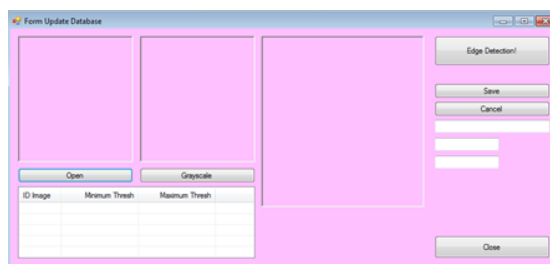 Form Update Database
Edge Detection!
Save
Cancel
Open
Grayscale
ID Image
Minimum Thresh
Maximum Thresh
Close